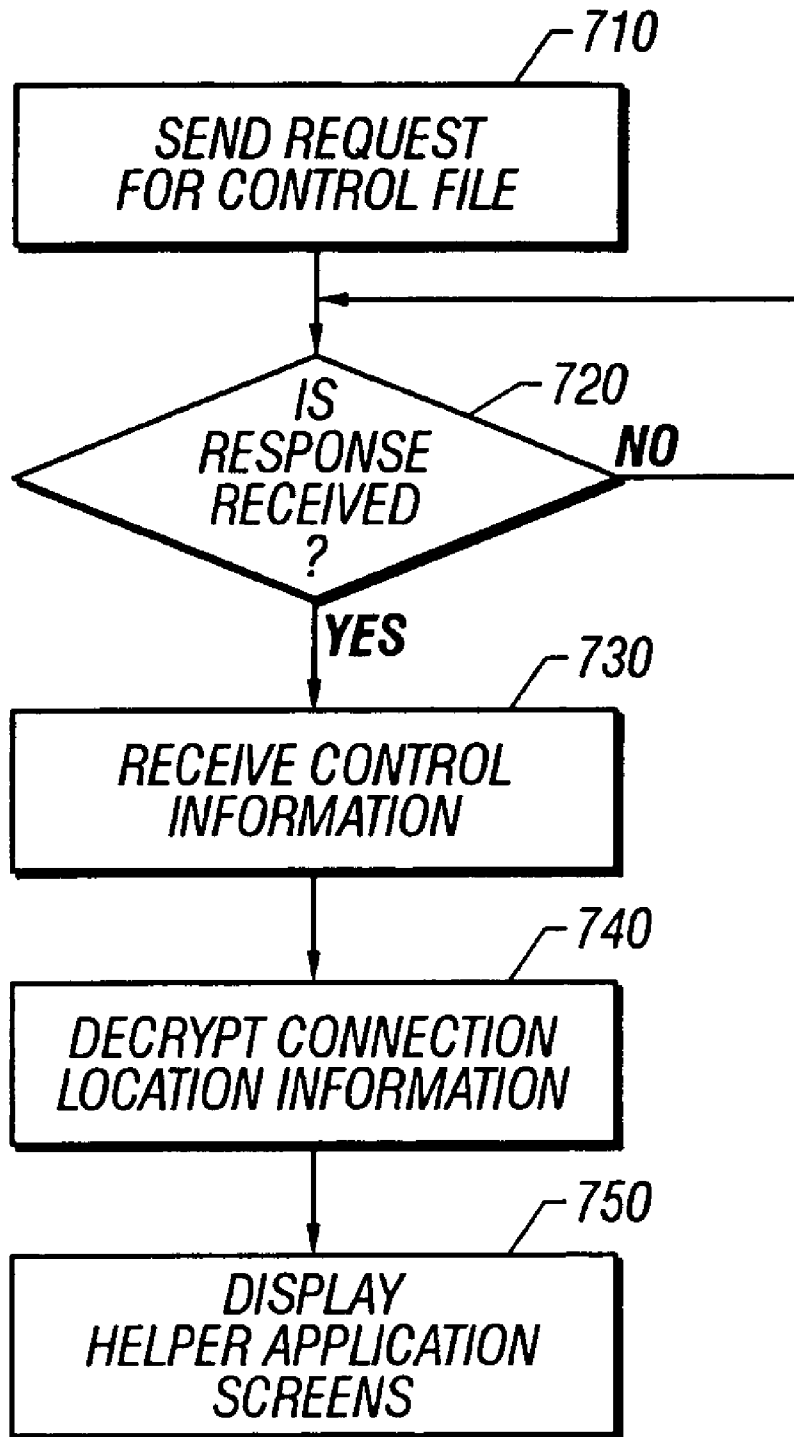 710
SEND REQUEST
FOR CONTROL FILE
720
IS
RESPONSE
RECEIVED
?
NO
YES
730
RECEIVE CONTROL
INFORMATION
740
DECRYPT CONNECTION
LOCATION INFORMATION
750
DISPLAY
HELPER APPLICATION
SCREENS